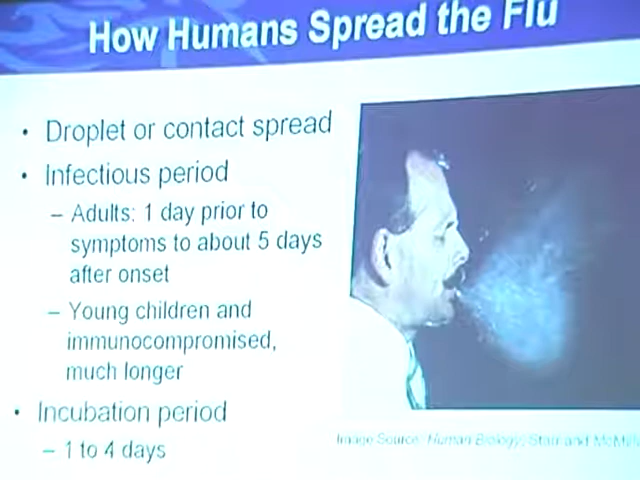 How Humans Spread the Flu
• Droplet or contact spread
• Infectious period
– Adults: 1 day prior to
symptoms to about 5 days
after onset
– Young children and
immunocompromised,
much longer
• Incubation period
– 1 to 4 days
Image Source: Human Biology, Starr and